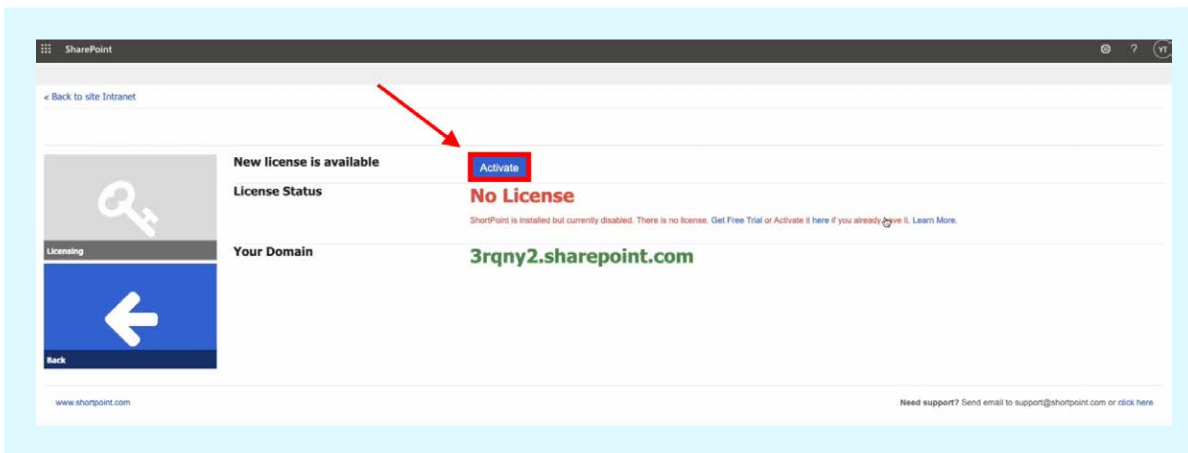 SharePoint
?
YT
< Back to site Intranet
New license is available
Activate
License Status
No License
ShortPoint is installed but currently disabled. There is no license. Get Free Trial or Activate it here if you already have it. Learn More.
Licensing
Your Domain
3rqny2.sharepoint.com
Back
www.shortpoint.com
Need support? Send email to support@shortpoint.com or click here